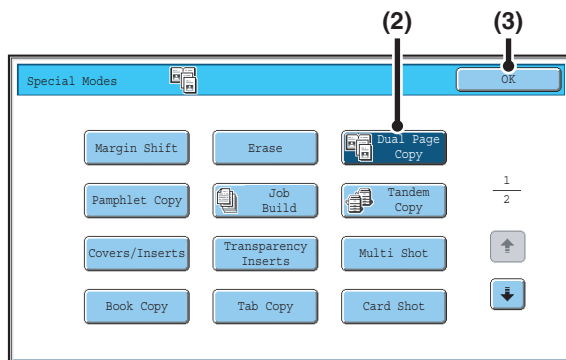 (2) (3)
Special Modes OK
Margin Shift Erase Dual Page
Copy
Pamphlet Copy Job
Build Tandem
Copy
1
2
Covers/Inserts Transparency
Inserts Multi Shot
Book Copy Tab Copy Card Shot